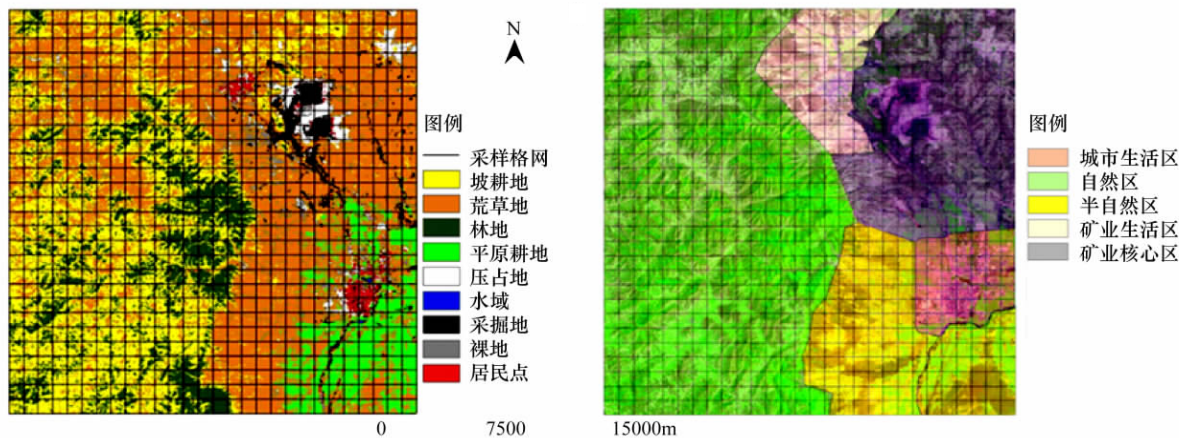 N
图例
采样格网
坡耕地
荒草地
林地
平原耕地
压占地
水域
采掘地
裸地
居民点
图例
城市生活区
自然区
半自然区
矿业生活区
矿业核心区
0 7500 15000m